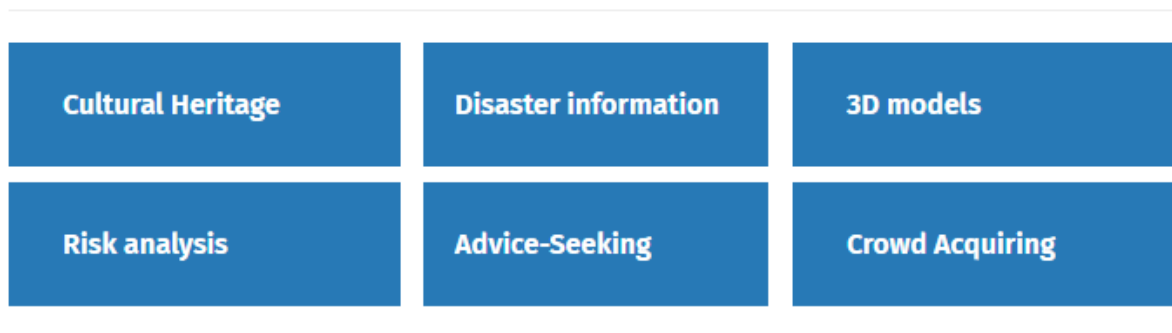 Cultural Heritage
Disaster information
3D models
Risk analysis
Advice-Seeking
Crowd Acquiring